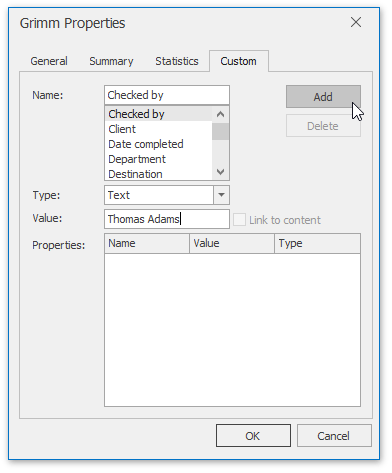 Grimm Properties
General Summary Statistics Custom
Name: Checked by Add
Checked by
Client
Date completed
Department
Destination
Delete
Type: Text
Value: Thomas Adams Link to content
Properties: Name Value Type
OK Cancel